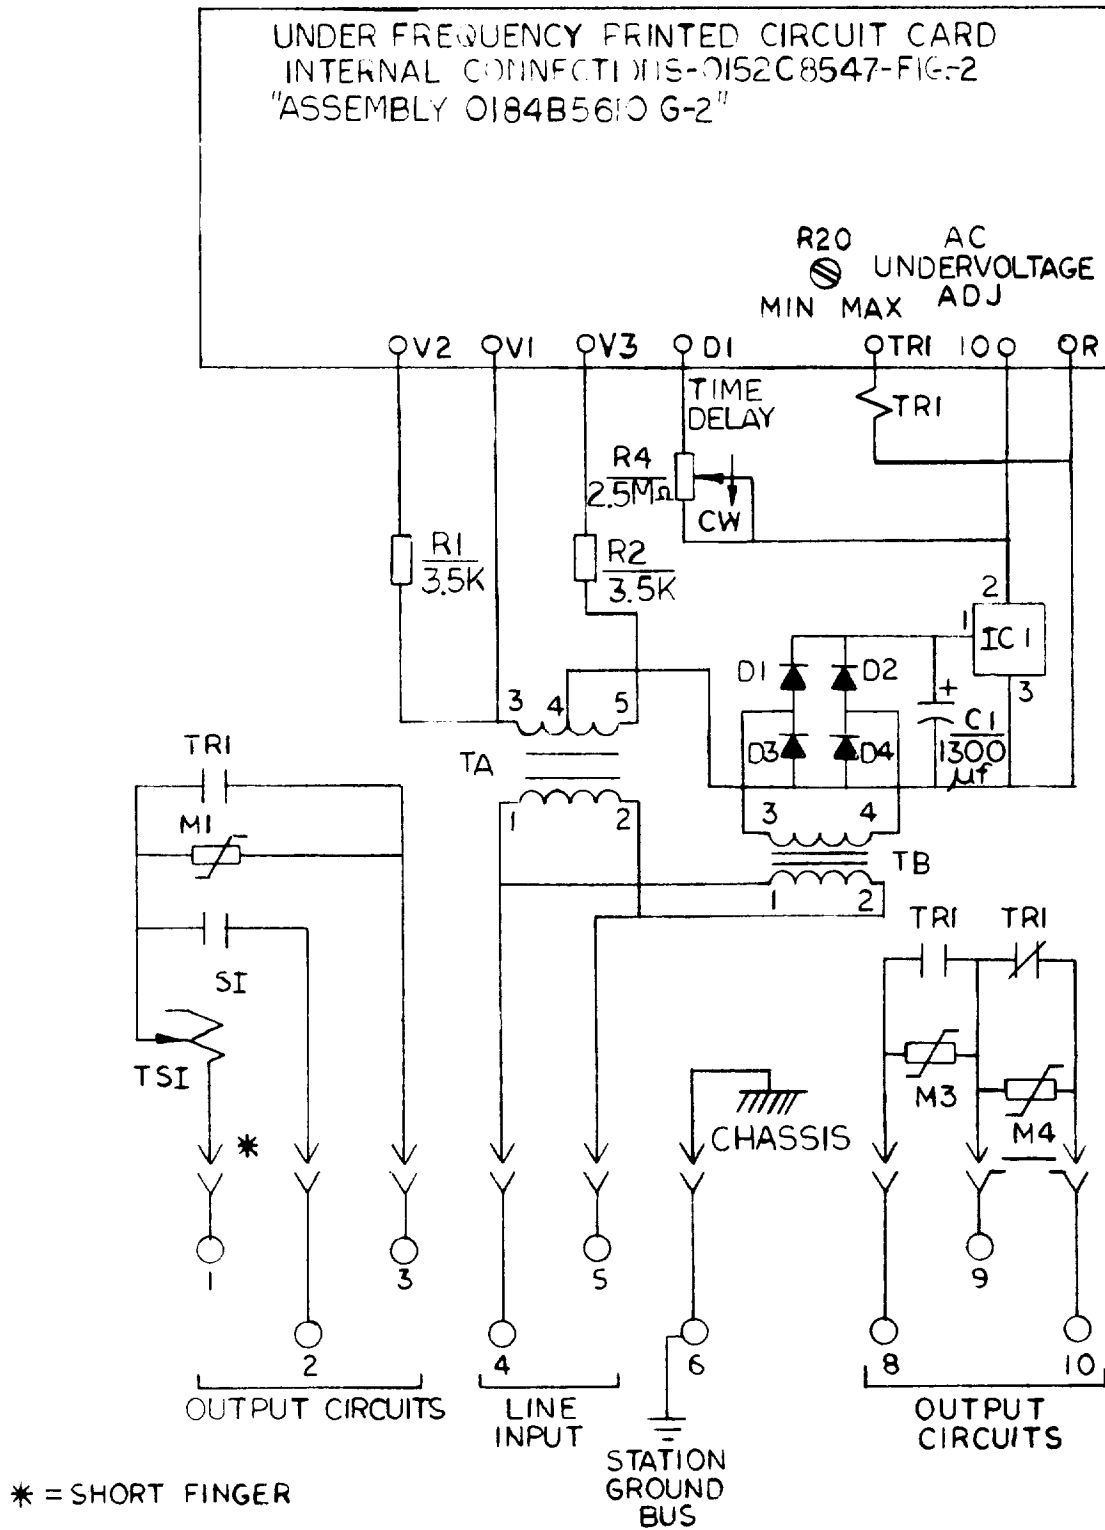 UNDER FREQUENCY PRINTED CIRCUIT CARD
INTERNAL CONNECTIONS-0152C8547-FIG-2
"ASSEMBLY 0184B5610 G-2"
R20
AC
UNDERVOLTAGE
ADJ
MIN MAX
V2
V1
V3
D1
TR1
10
R
TIME
DELAY
TR1
R4
2.5MΩ
CW
R1
3.5K
R2
3.5K
2
1
IC1
3
D1
D2
3
4
5
+
C1
1300
µf
D3
D4
TR1
TA
M1
1
2
3
4
TB
1
2
TR1
TR1
SI
TSI
M3
M4
*
CHASSIS
1
3
5
9
2
4
6
8
10
OUTPUT CIRCUITS
LINE
INPUT
OUTPUT
CIRCUITS
STATION
GROUND
BUS
* = SHORT FINGER